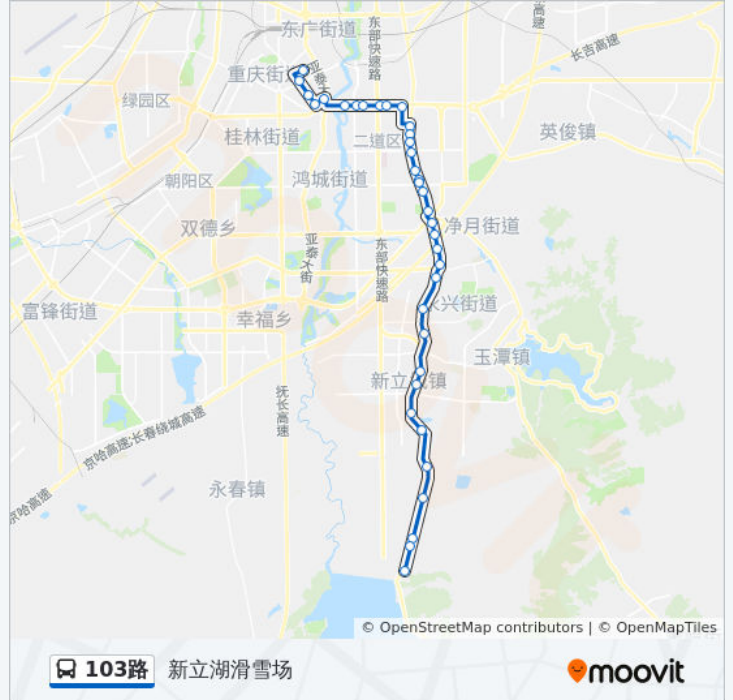 东广街道
东部快速路
高速
长吉高速
重庆街道
亚泰大
绿园区
桂林街道
二道区
英俊镇
朝阳区
鸿城街道
双德乡
净月街道
亚泰大街
东部快速路
富锋街道
永兴街道
幸福乡
玉潭镇
新立城镇
抚长高速
京哈高速;长春绕城高速
永春镇
京哈高速
© OpenStreetMap contributors | © OpenMapTiles
103路 新立湖滑雪场
moovit